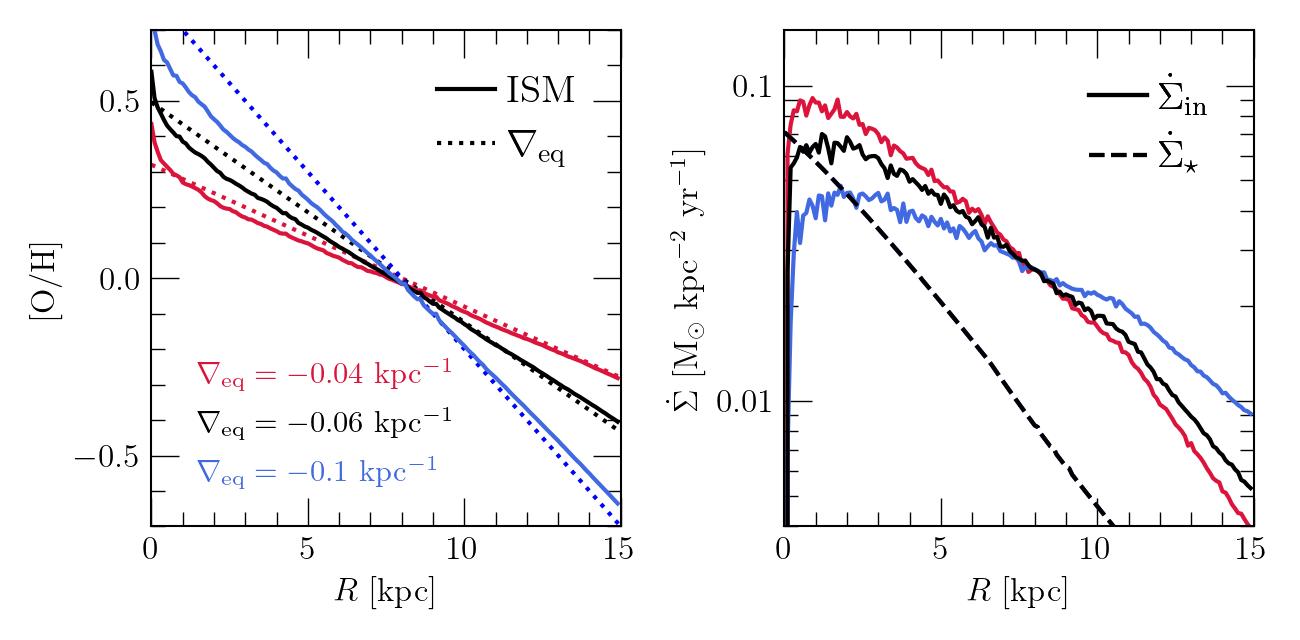 [O/H]
0.5
0.0
−0.5
ISM
∇eq
∇eq = −0.04 kpc⁻¹
∇eq = −0.06 kpc⁻¹
∇eq = −0.1 kpc⁻¹
0 5 10 15
R [kpc]
Σ̇ [M⊙ kpc⁻² yr⁻¹]
0.1
0.01
Σ̇in
Σ̇⋆
0 5 10 15
R [kpc]